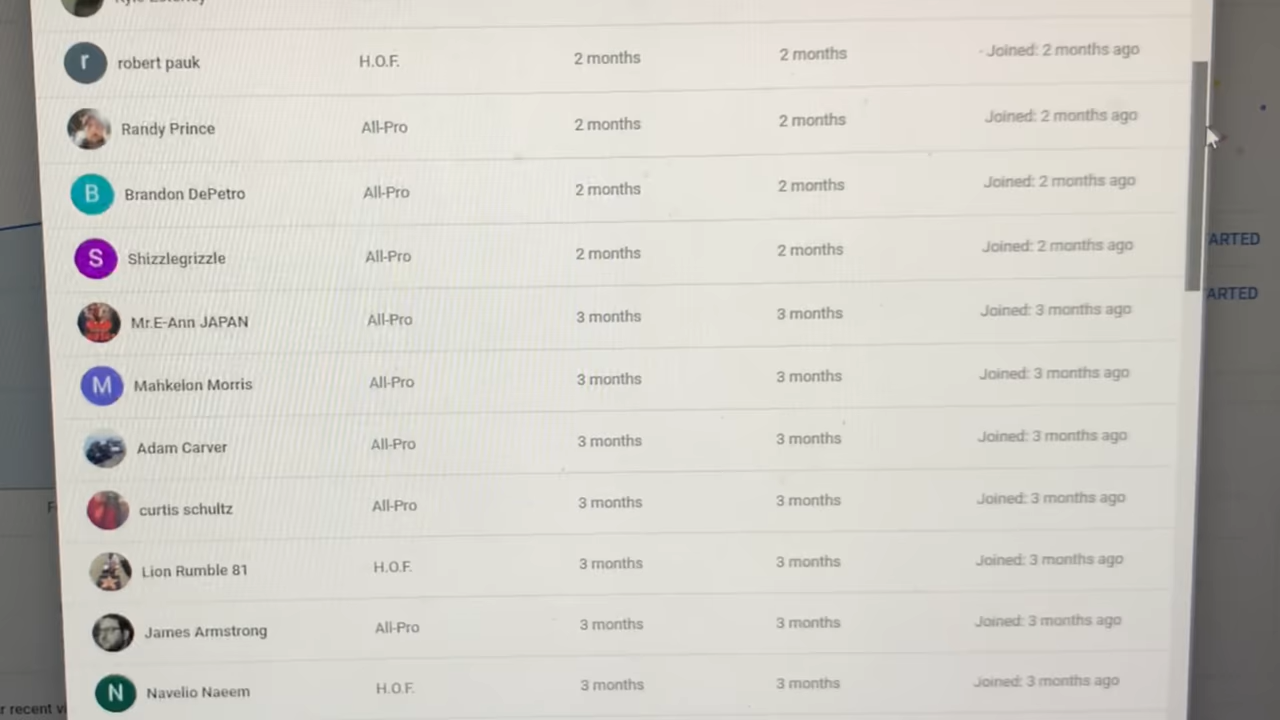 r robert pauk H.O.F. 2 months 2 months - Joined: 2 months ago
Randy Prince All-Pro 2 months 2 months Joined: 2 months ago
B Brandon DePetro All-Pro 2 months 2 months Joined: 2 months ago
S Shizzlegrizzle All-Pro 2 months 2 months Joined: 2 months ago
ARTED
Mr.E-Ann JAPAN All-Pro 3 months 3 months Joined: 3 months ago
ARTED
M Mahkelon Morris All-Pro 3 months 3 months Joined: 3 months ago
Adam Carver All-Pro 3 months 3 months Joined: 3 months ago
curtis schultz All-Pro 3 months 3 months Joined: 3 months ago
Lion Rumble 81 H.O.F. 3 months 3 months Joined: 3 months ago
James Armstrong All-Pro 3 months 3 months Joined: 3 months ago
N Navelio Naeem H.O.F. 3 months 3 months Joined: 3 months ago
r recent vi